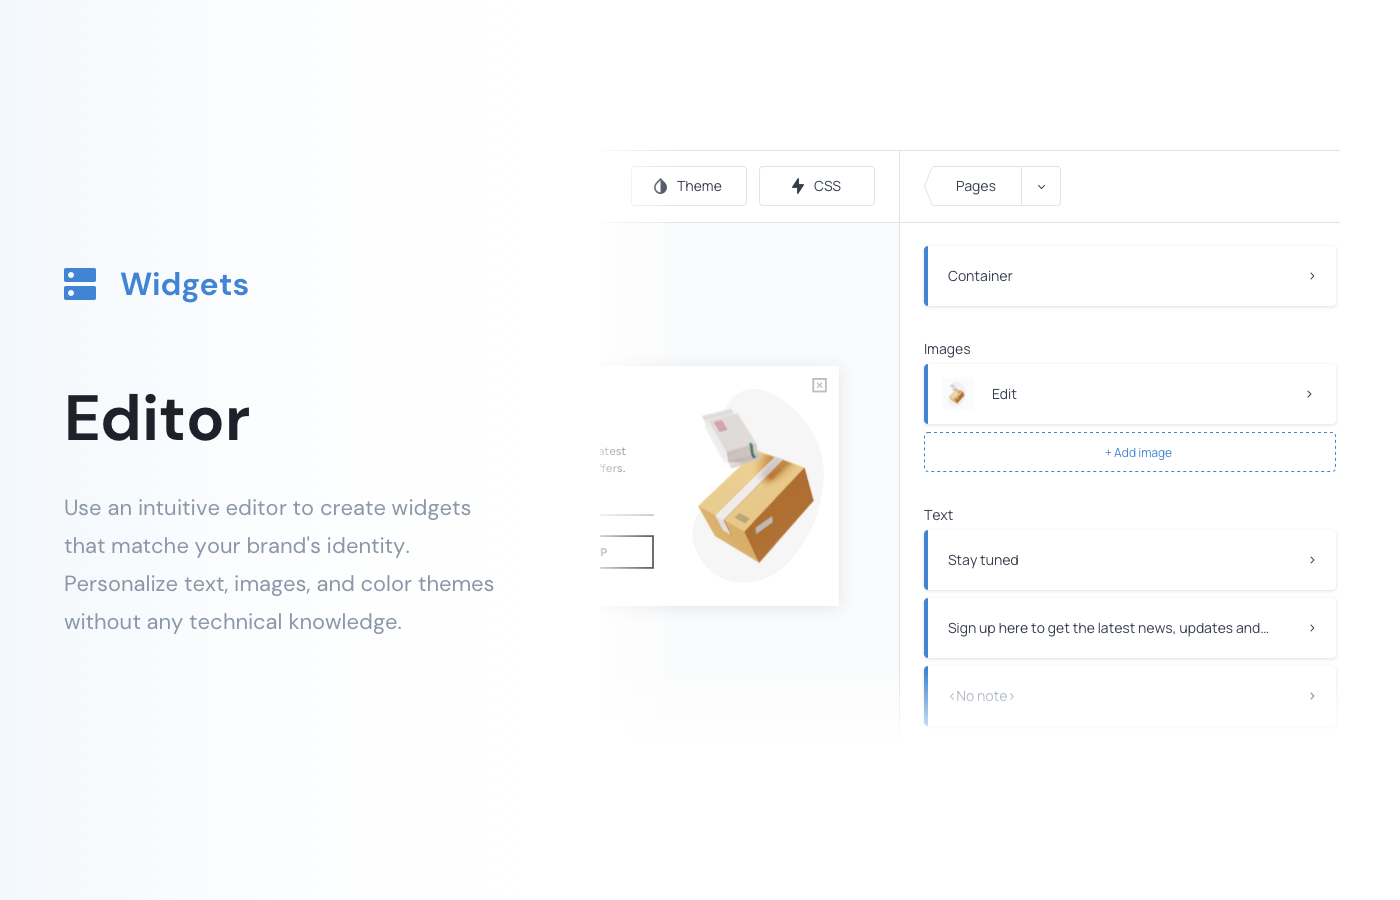 Widgets
Editor
Use an intuitive editor to create widgets
that matche your brand's identity.
Personalize text, images, and color themes
without any technical knowledge.
Theme
CSS
Pages
Container
Images
Edit
+ Add image
Text
Stay tuned
Sign up here to get the latest news, updates and...
<No note>
atest
ffers.
P